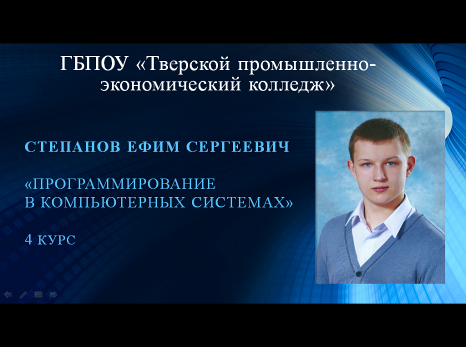 ГБПОУ «Тверской промышленно-
экономический колледж»
СТЕПАНОВ ЕФИМ СЕРГЕЕВИЧ
«ПРОГРАММИРОВАНИЕ
В КОМПЬЮТЕРНЫХ СИСТЕМАХ»
4 КУРС